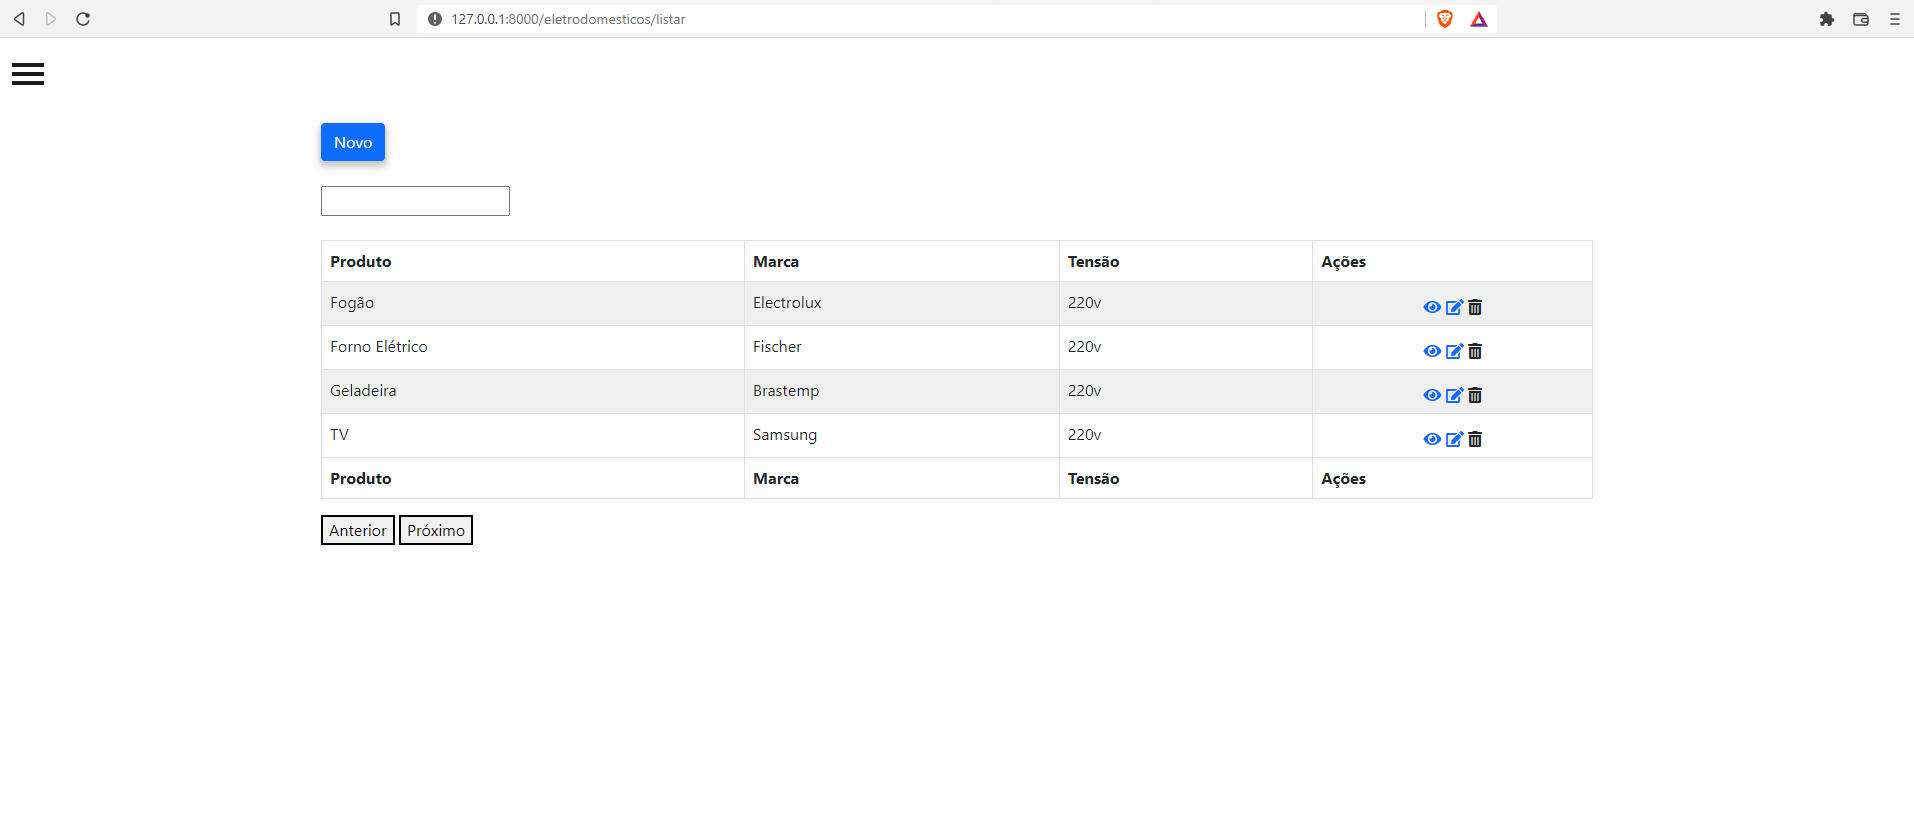 127.0.0.1:8000/eletrodomesticos/listar
Novo
Produto Marca Tensão Ações
Fogão Electrolux 220v
Forno Elétrico Fischer 220v
Geladeira Brastemp 220v
TV Samsung 220v
Produto Marca Tensão Ações
Anterior Próximo